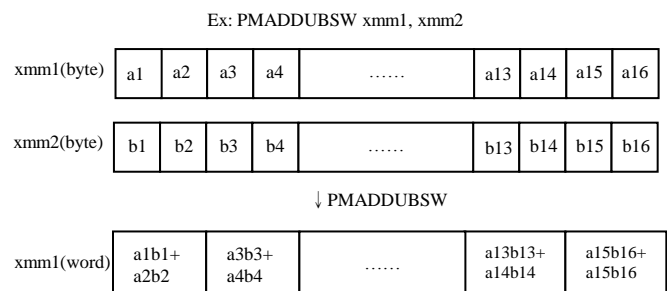 Ex: PMADDUBSW xmm1, xmm2
xmm1(byte) a1 a2 a3 a4 ...... a13 a14 a15 a16
xmm2(byte) b1 b2 b3 b4 ...... b13 b14 b15 b16
↓ PMADDUBSW
xmm1(word) a1b1+ a3b3+ ...... a13b13+ a15b16+
a2b2 a4b4 a14b14 a15b16